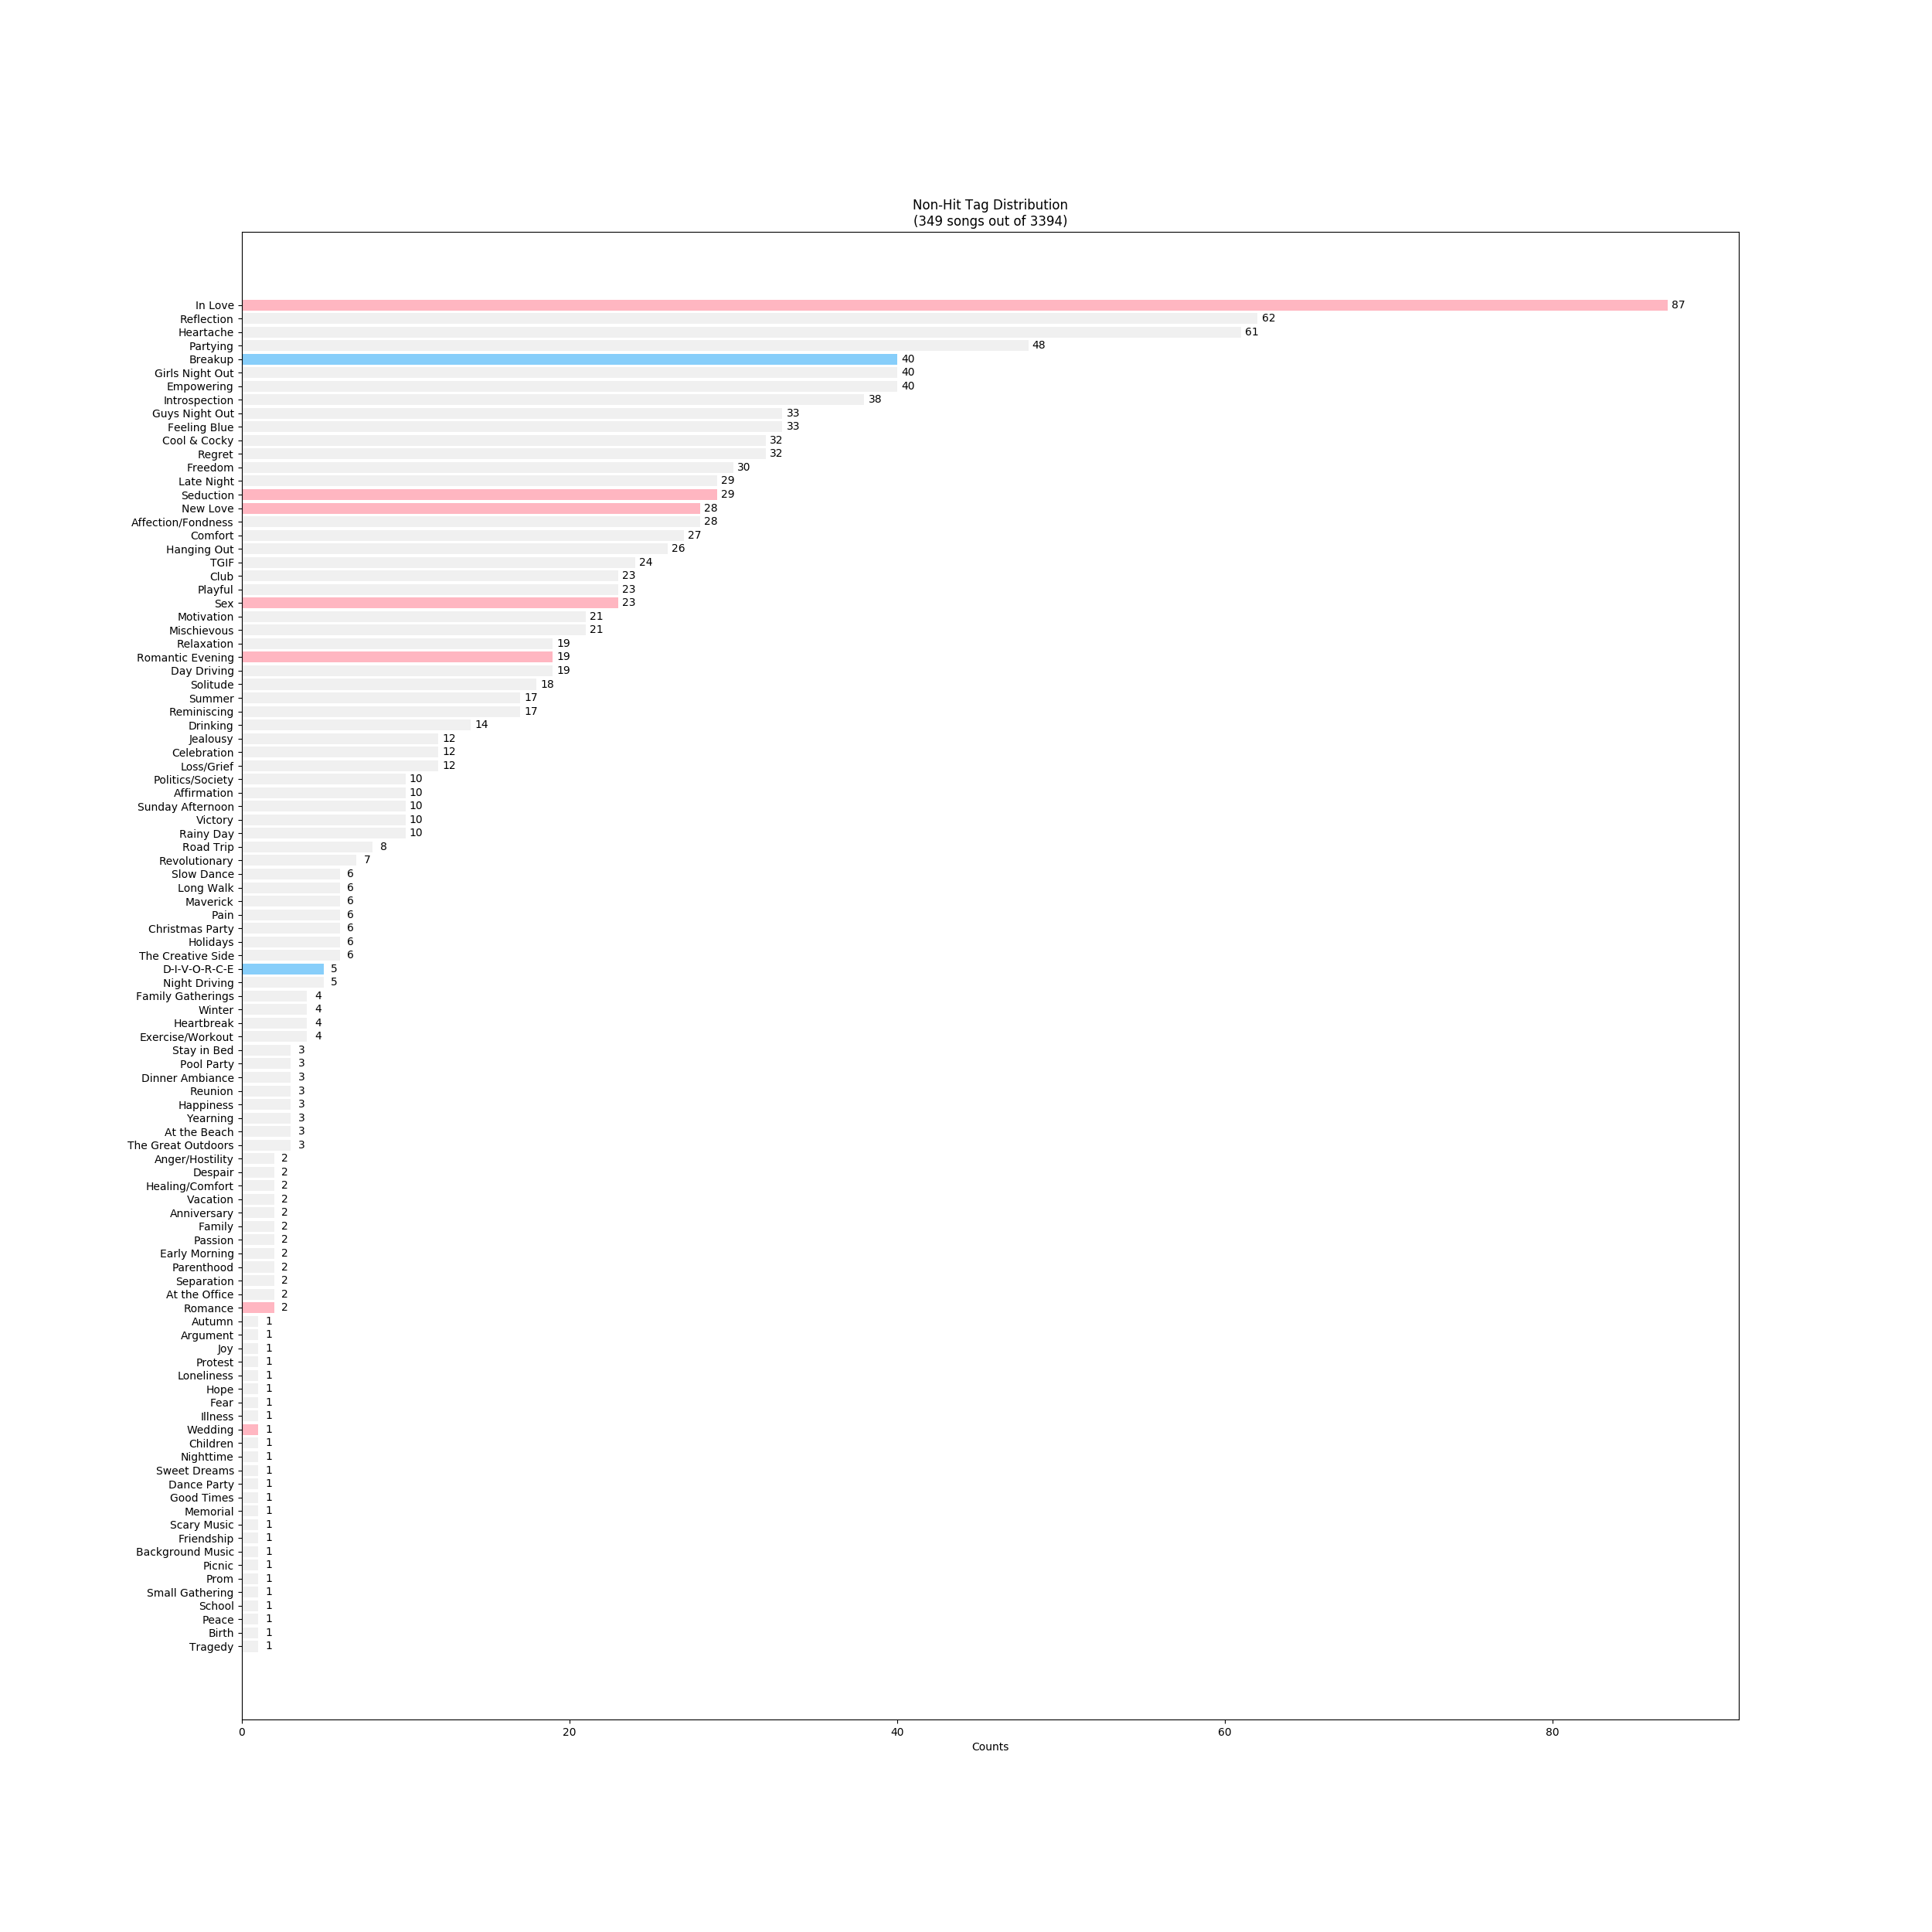 Non-Hit Tag Distribution
(349 songs out of 3394)
In Love 87
Reflection 62
Heartache 61
Partying 48
Breakup 40
Girls Night Out 40
Empowering 40
Introspection 38
Guys Night Out 33
Feeling Blue 33
Cool & Cocky 32
Regret 32
Freedom 30
Late Night 29
Seduction 29
New Love 28
Affection/Fondness 28
Comfort 27
Hanging Out 26
TGIF 24
Club 23
Playful 23
Sex 23
Motivation 21
Mischievous 21
Relaxation 19
Romantic Evening 19
Day Driving 19
Solitude 18
Summer 17
Reminiscing 17
Drinking 14
Jealousy 12
Celebration 12
Loss/Grief 12
Politics/Society 10
Affirmation 10
Sunday Afternoon 10
Victory 10
Rainy Day 10
Road Trip 8
Revolutionary 7
Slow Dance 6
Long Walk 6
Maverick 6
Pain 6
Christmas Party 6
Holidays 6
The Creative Side 6
D-I-V-O-R-C-E 5
Night Driving 5
Family Gatherings 4
Winter 4
Heartbreak 4
Exercise/Workout 4
Stay in Bed 3
Pool Party 3
Dinner Ambiance 3
Reunion 3
Happiness 3
Yearning 3
At the Beach 3
The Great Outdoors 3
Anger/Hostility 2
Despair 2
Healing/Comfort 2
Vacation 2
Anniversary 2
Family 2
Passion 2
Early Morning 2
Parenthood 2
Separation 2
At the Office 2
Romance 2
Autumn 1
Argument 1
Joy 1
Protest 1
Loneliness 1
Hope 1
Fear 1
Illness 1
Wedding 1
Children 1
Nighttime 1
Sweet Dreams 1
Dance Party 1
Good Times 1
Memorial 1
Scary Music 1
Friendship 1
Background Music 1
Picnic 1
Prom 1
Small Gathering 1
School 1
Peace 1
Birth 1
Tragedy 1
0 20 40 60 80
Counts